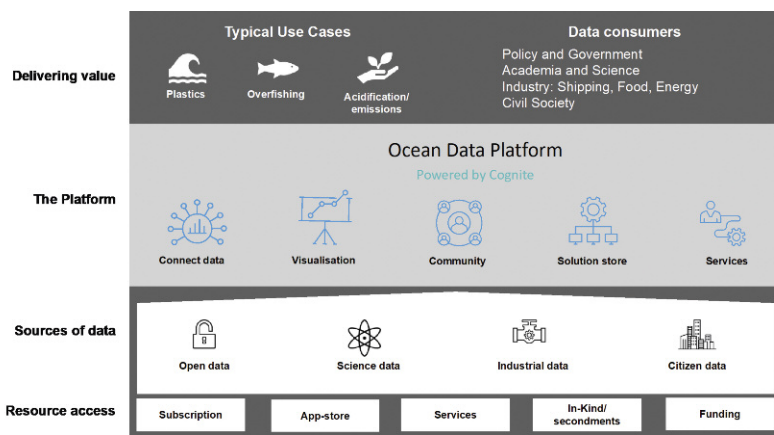 Typical Use Cases
Data consumers
Delivering value
Plastics
Overfishing
Acidification/
emissions
Policy and Government
Academia and Science
Industry: Shipping, Food, Energy
Civil Society
Ocean Data Platform
Powered by Cognite
The Platform
Connect data
Visualisation
Community
Solution store
Services
Sources of data
Open data
Science data
Industrial data
Citizen data
Resource access
Subscription
App-store
Services
In-Kind/
secondments
Funding